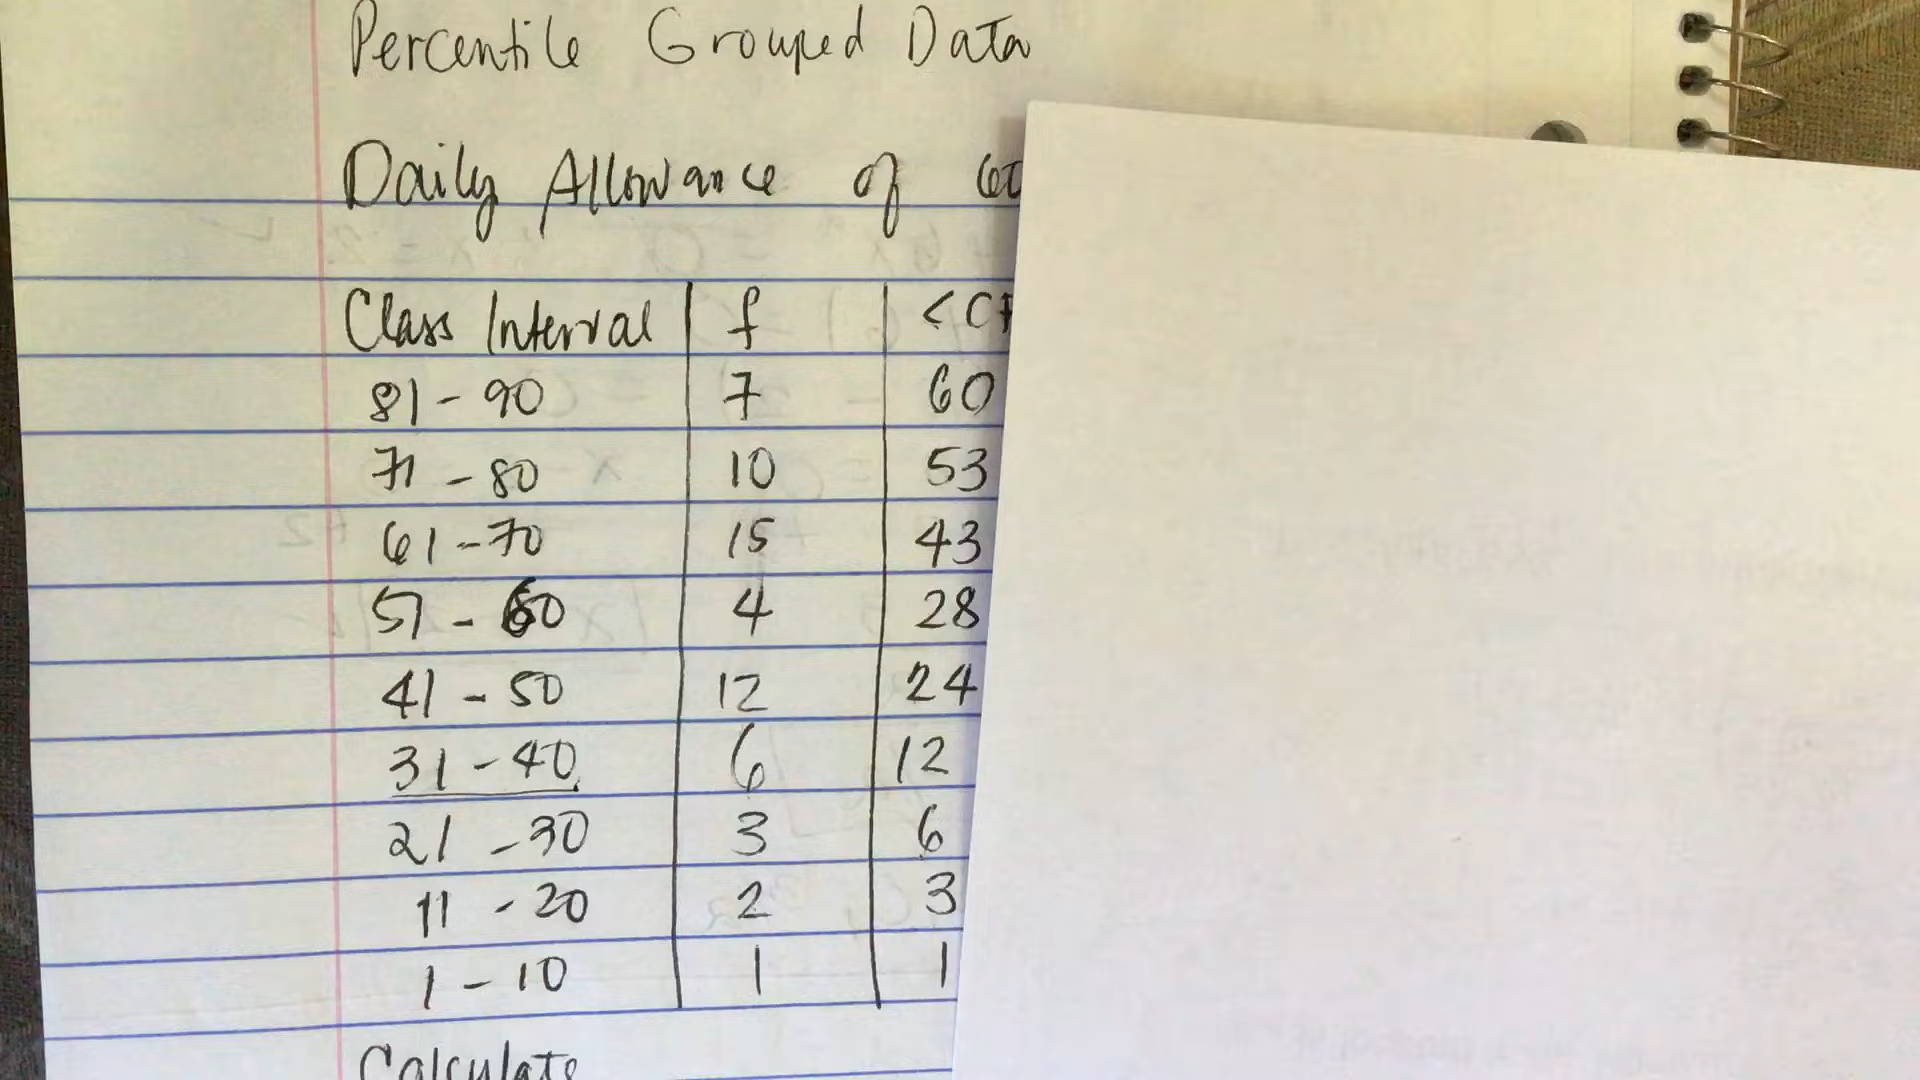 Percentile Grouped Data
Daily Allowance of
Class Interval f <CF
81 - 90 7 60
71 - 80 10 53
61 - 70 15 43
51 - 60 4 28
41 - 50 12 24
31 - 40 6 12
21 - 30 3 6
11 - 20 2 3
1 - 10 1 1
Calculate